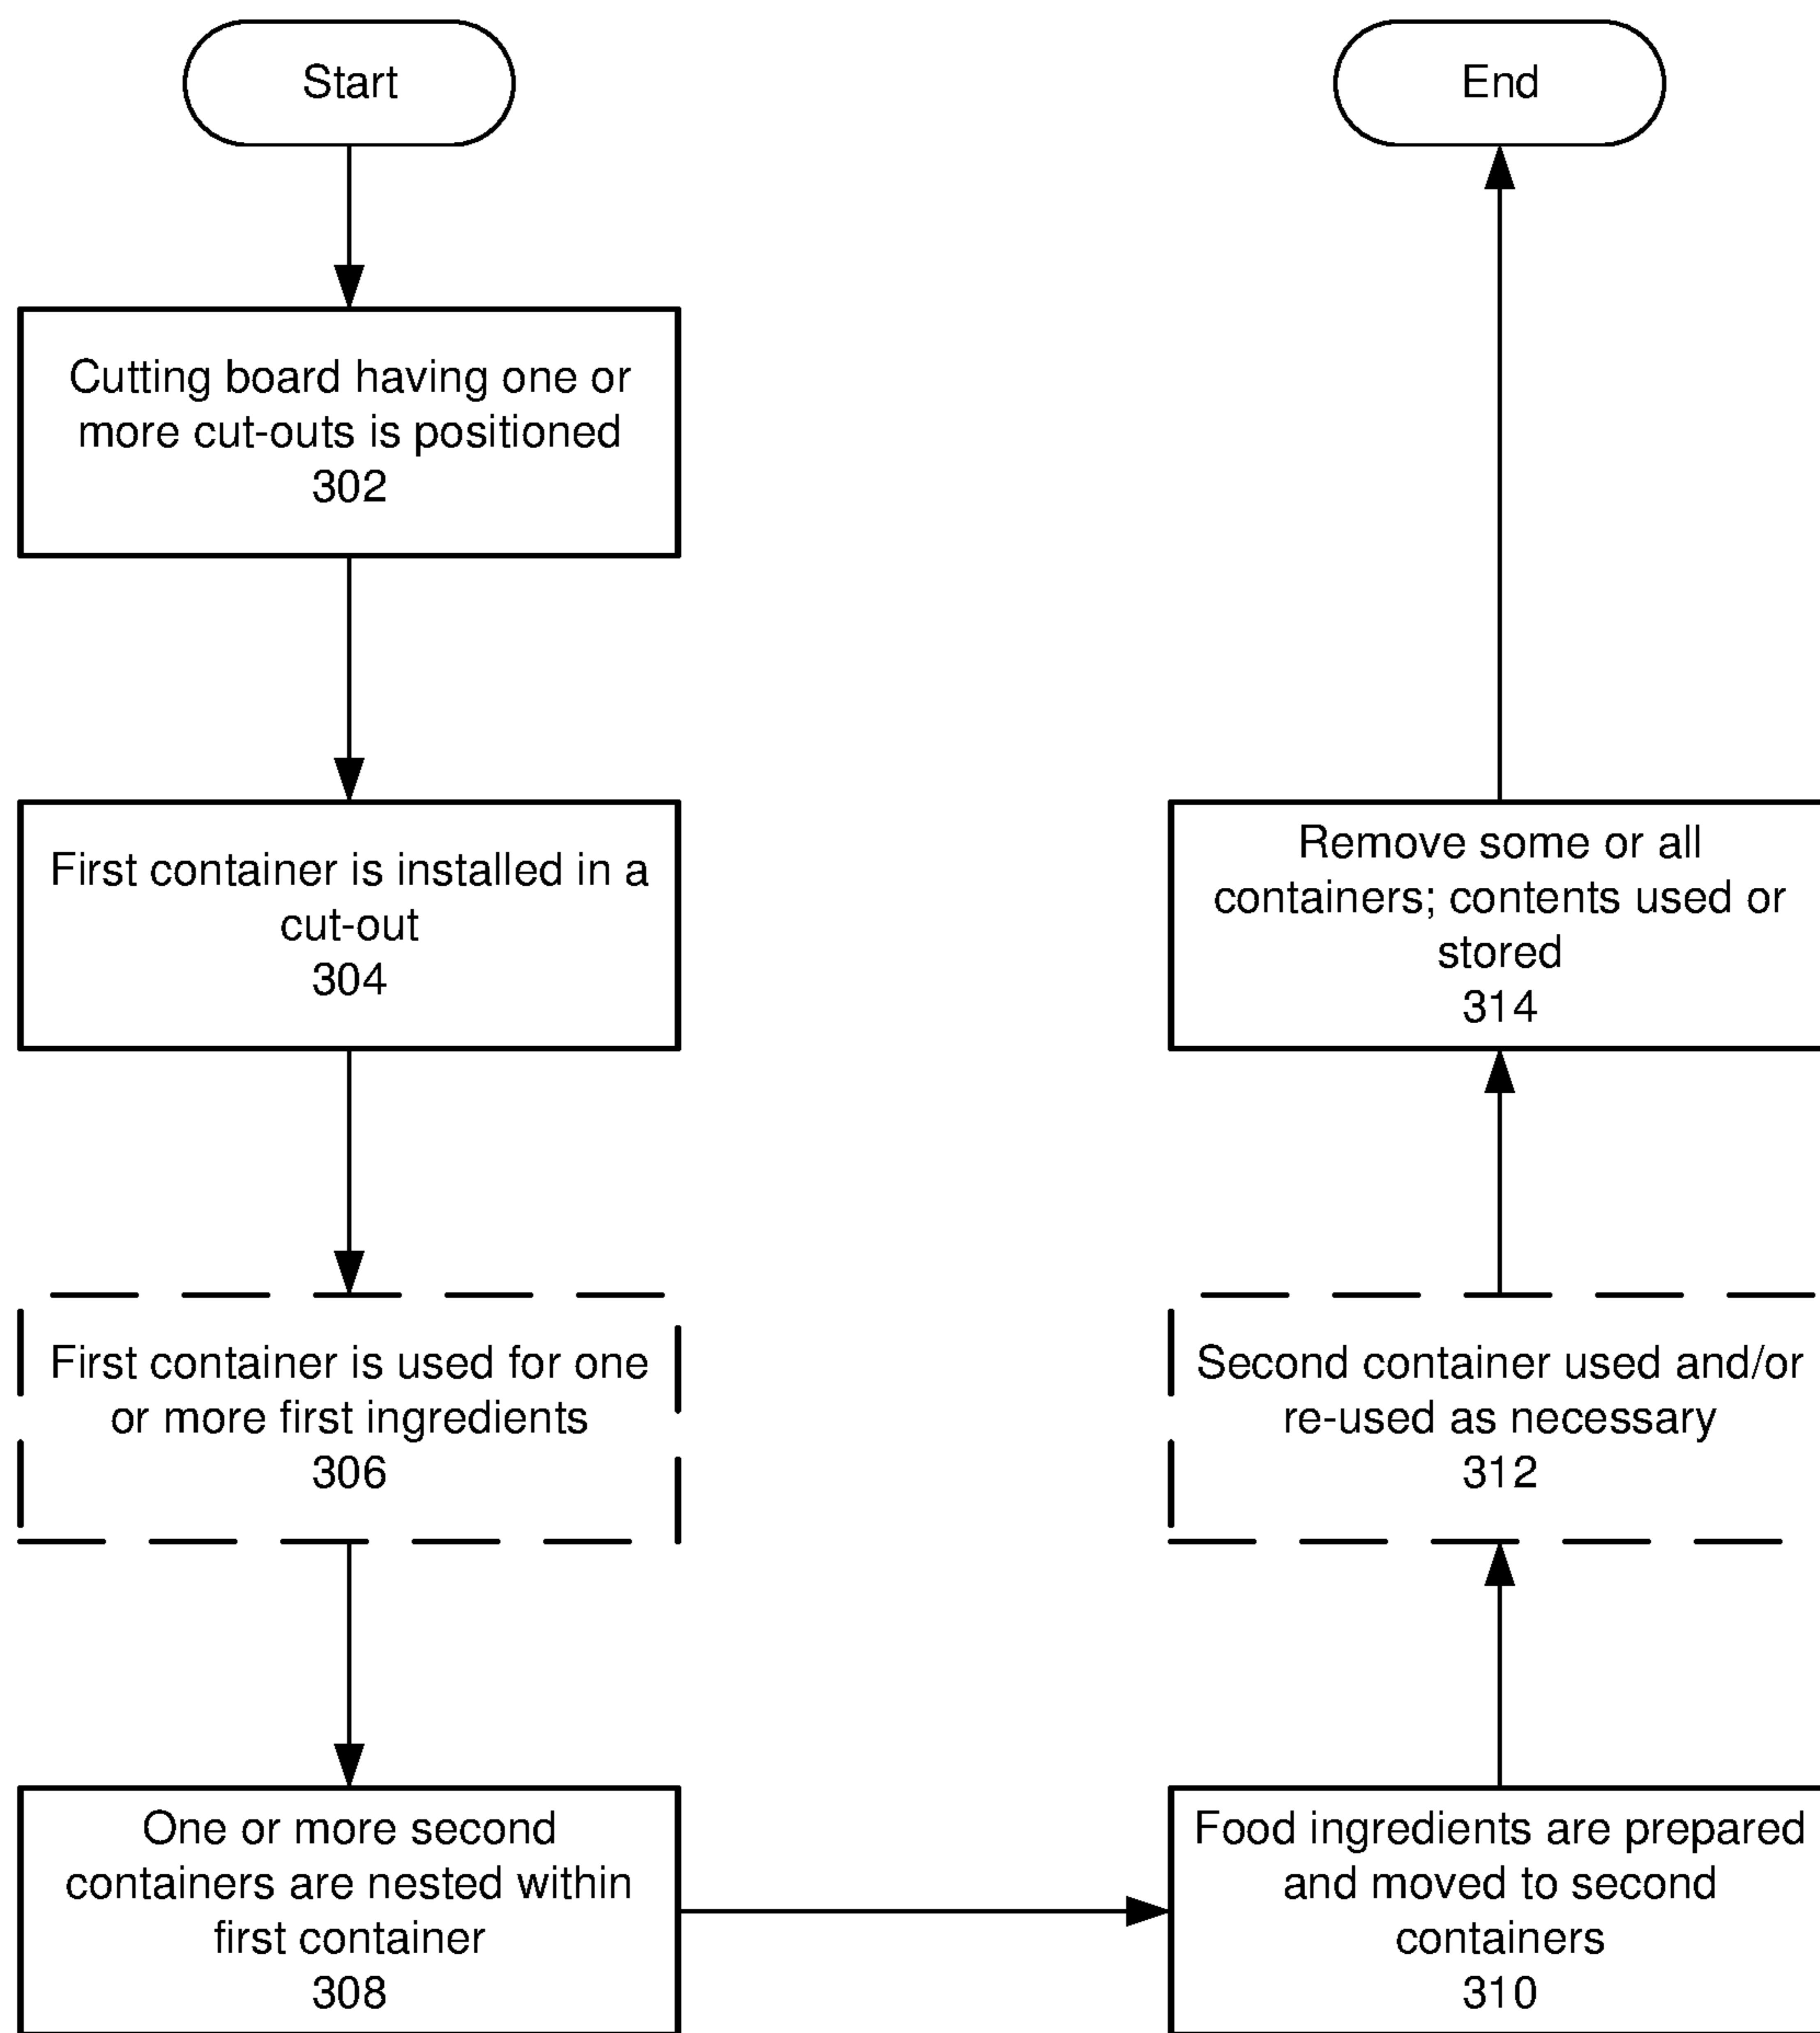 Start
Cutting board having one or
more cut-outs is positioned
302
First container is installed in a
cut-out
304
First container is used for one
or more first ingredients
306
One or more second
containers are nested within
first container
308
Food ingredients are prepared
and moved to second
containers
310
Second container used and/or
re-used as necessary
312
Remove some or all
containers; contents used or
stored
314
End